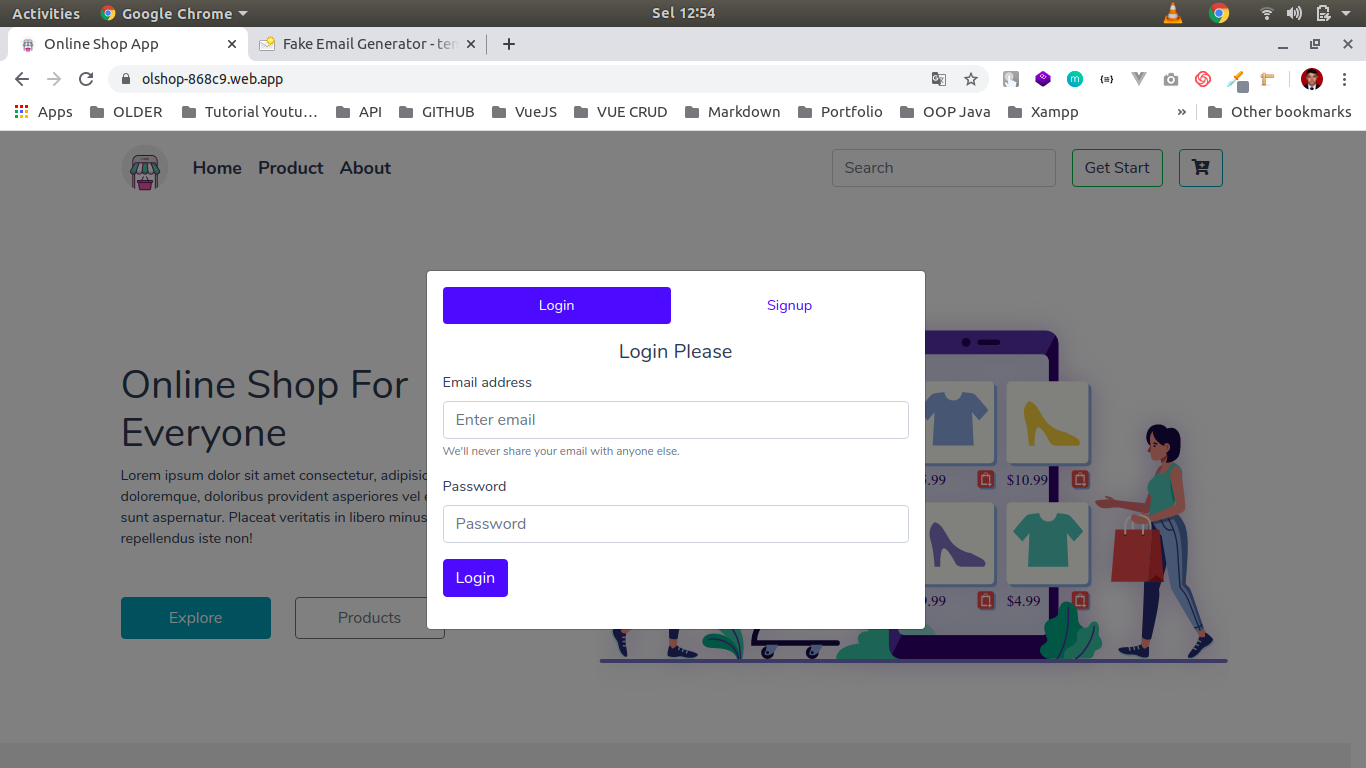 Activities Google Chrome Sel 12:54
Online Shop App Fake Email Generator - ten
olshop-868c9.web.app
Apps OLDER Tutorial Youtu… API GITHUB VueJS VUE CRUD Markdown Portfolio OOP Java Xampp » Other bookmarks
Home Product About Search Get Start
Login Signup
Login Please
Email address
Enter email
We'll never share your email with anyone else.
Password
Password
Login
Online Shop For
Everyone
Lorem ipsum dolor sit amet consectetur, adipisic
doloremque, doloribus provident asperiores vel
sunt aspernatur. Placeat veritatis in libero minus
repellendus iste non!
Explore Products
.99 $10.99
.99 $4.99